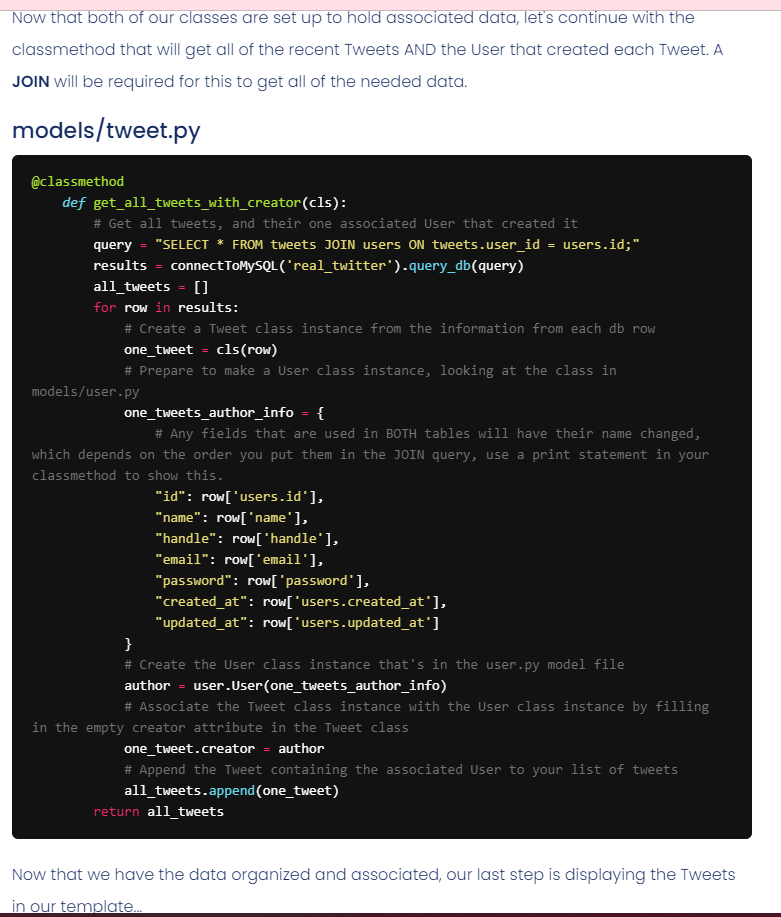 Now that both of our classes are set up to hold associated data, let's continue with the
classmethod that will get all of the recent Tweets AND the User that created each Tweet. A
JOIN will be required for this to get all of the needed data.
models/tweet.py
@classmethod
    def get_all_tweets_with_creator(cls):
        # Get all tweets, and their one associated User that created it
        query = "SELECT * FROM tweets JOIN users ON tweets.user_id = users.id;"
        results = connectToMySQL('real_twitter').query_db(query)
        all_tweets = []
        for row in results:
            # Create a Tweet class instance from the information from each db row
            one_tweet = cls(row)
            # Prepare to make a User class instance, looking at the class in
models/user.py
            one_tweets_author_info = {
                # Any fields that are used in BOTH tables will have their name changed,
which depends on the order you put them in the JOIN query, use a print statement in your
classmethod to show this.
                "id": row['users.id'],
                "name": row['name'],
                "handle": row['handle'],
                "email": row['email'],
                "password": row['password'],
                "created_at": row['users.created_at'],
                "updated_at": row['users.updated_at']
            }
            # Create the User class instance that's in the user.py model file
            author = user.User(one_tweets_author_info)
            # Associate the Tweet class instance with the User class instance by filling
in the empty creator attribute in the Tweet class
            one_tweet.creator = author
            # Append the Tweet containing the associated User to your list of tweets
            all_tweets.append(one_tweet)
        return all_tweets
Now that we have the data organized and associated, our last step is displaying the Tweets
in our template...